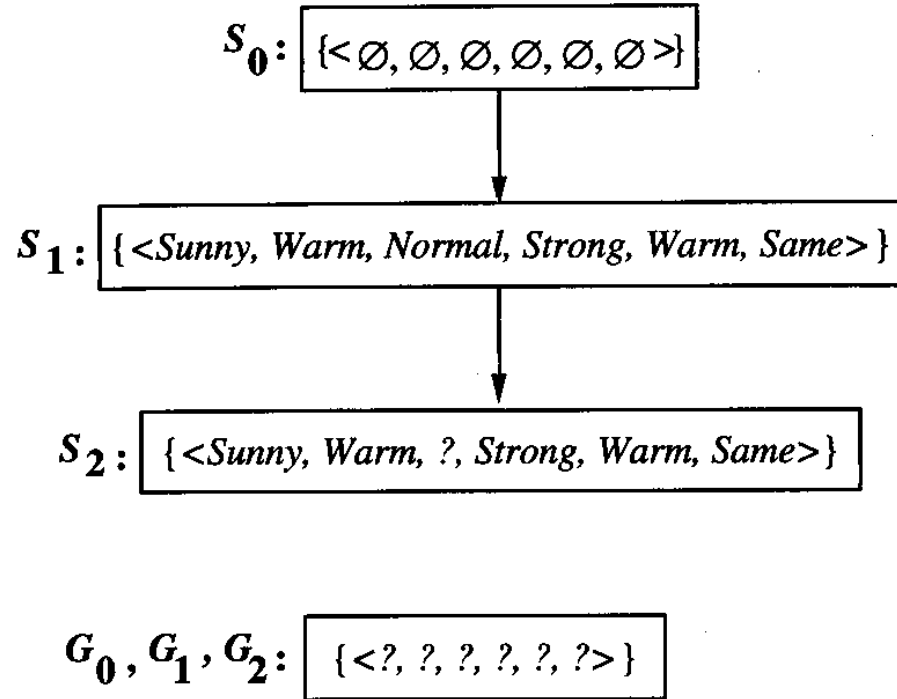 S0: {<∅, ∅, ∅, ∅, ∅, ∅>}
S1: {<Sunny, Warm, Normal, Strong, Warm, Same>}
S2: {<Sunny, Warm, ?, Strong, Warm, Same>}
G0, G1, G2: {<?, ?, ?, ?, ?, ?>}